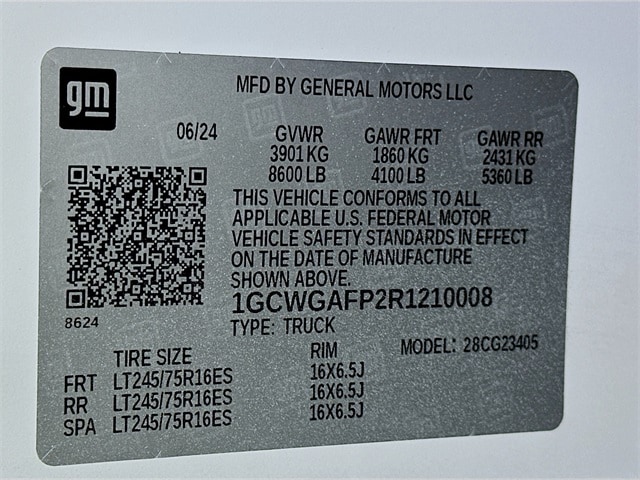 gm
MFD BY GENERAL MOTORS LLC
06/24 GVWR GAWR FRT GAWR RR
3901 KG 1860 KG 2431 KG
8600 LB 4100 LB 5360 LB
THIS VEHICLE CONFORMS TO ALL
APPLICABLE U.S. FEDERAL MOTOR
VEHICLE SAFETY STANDARDS IN EFFECT
ON THE DATE OF MANUFACTURE
SHOWN ABOVE.
1GCWGAFP2R1210008
8624
TYPE: TRUCK
MODEL: 28CG23405
TIRE SIZE RIM
FRT LT245/75R16ES 16X6.5J
RR LT245/75R16ES 16X6.5J
SPA LT245/75R16ES 16X6.5J